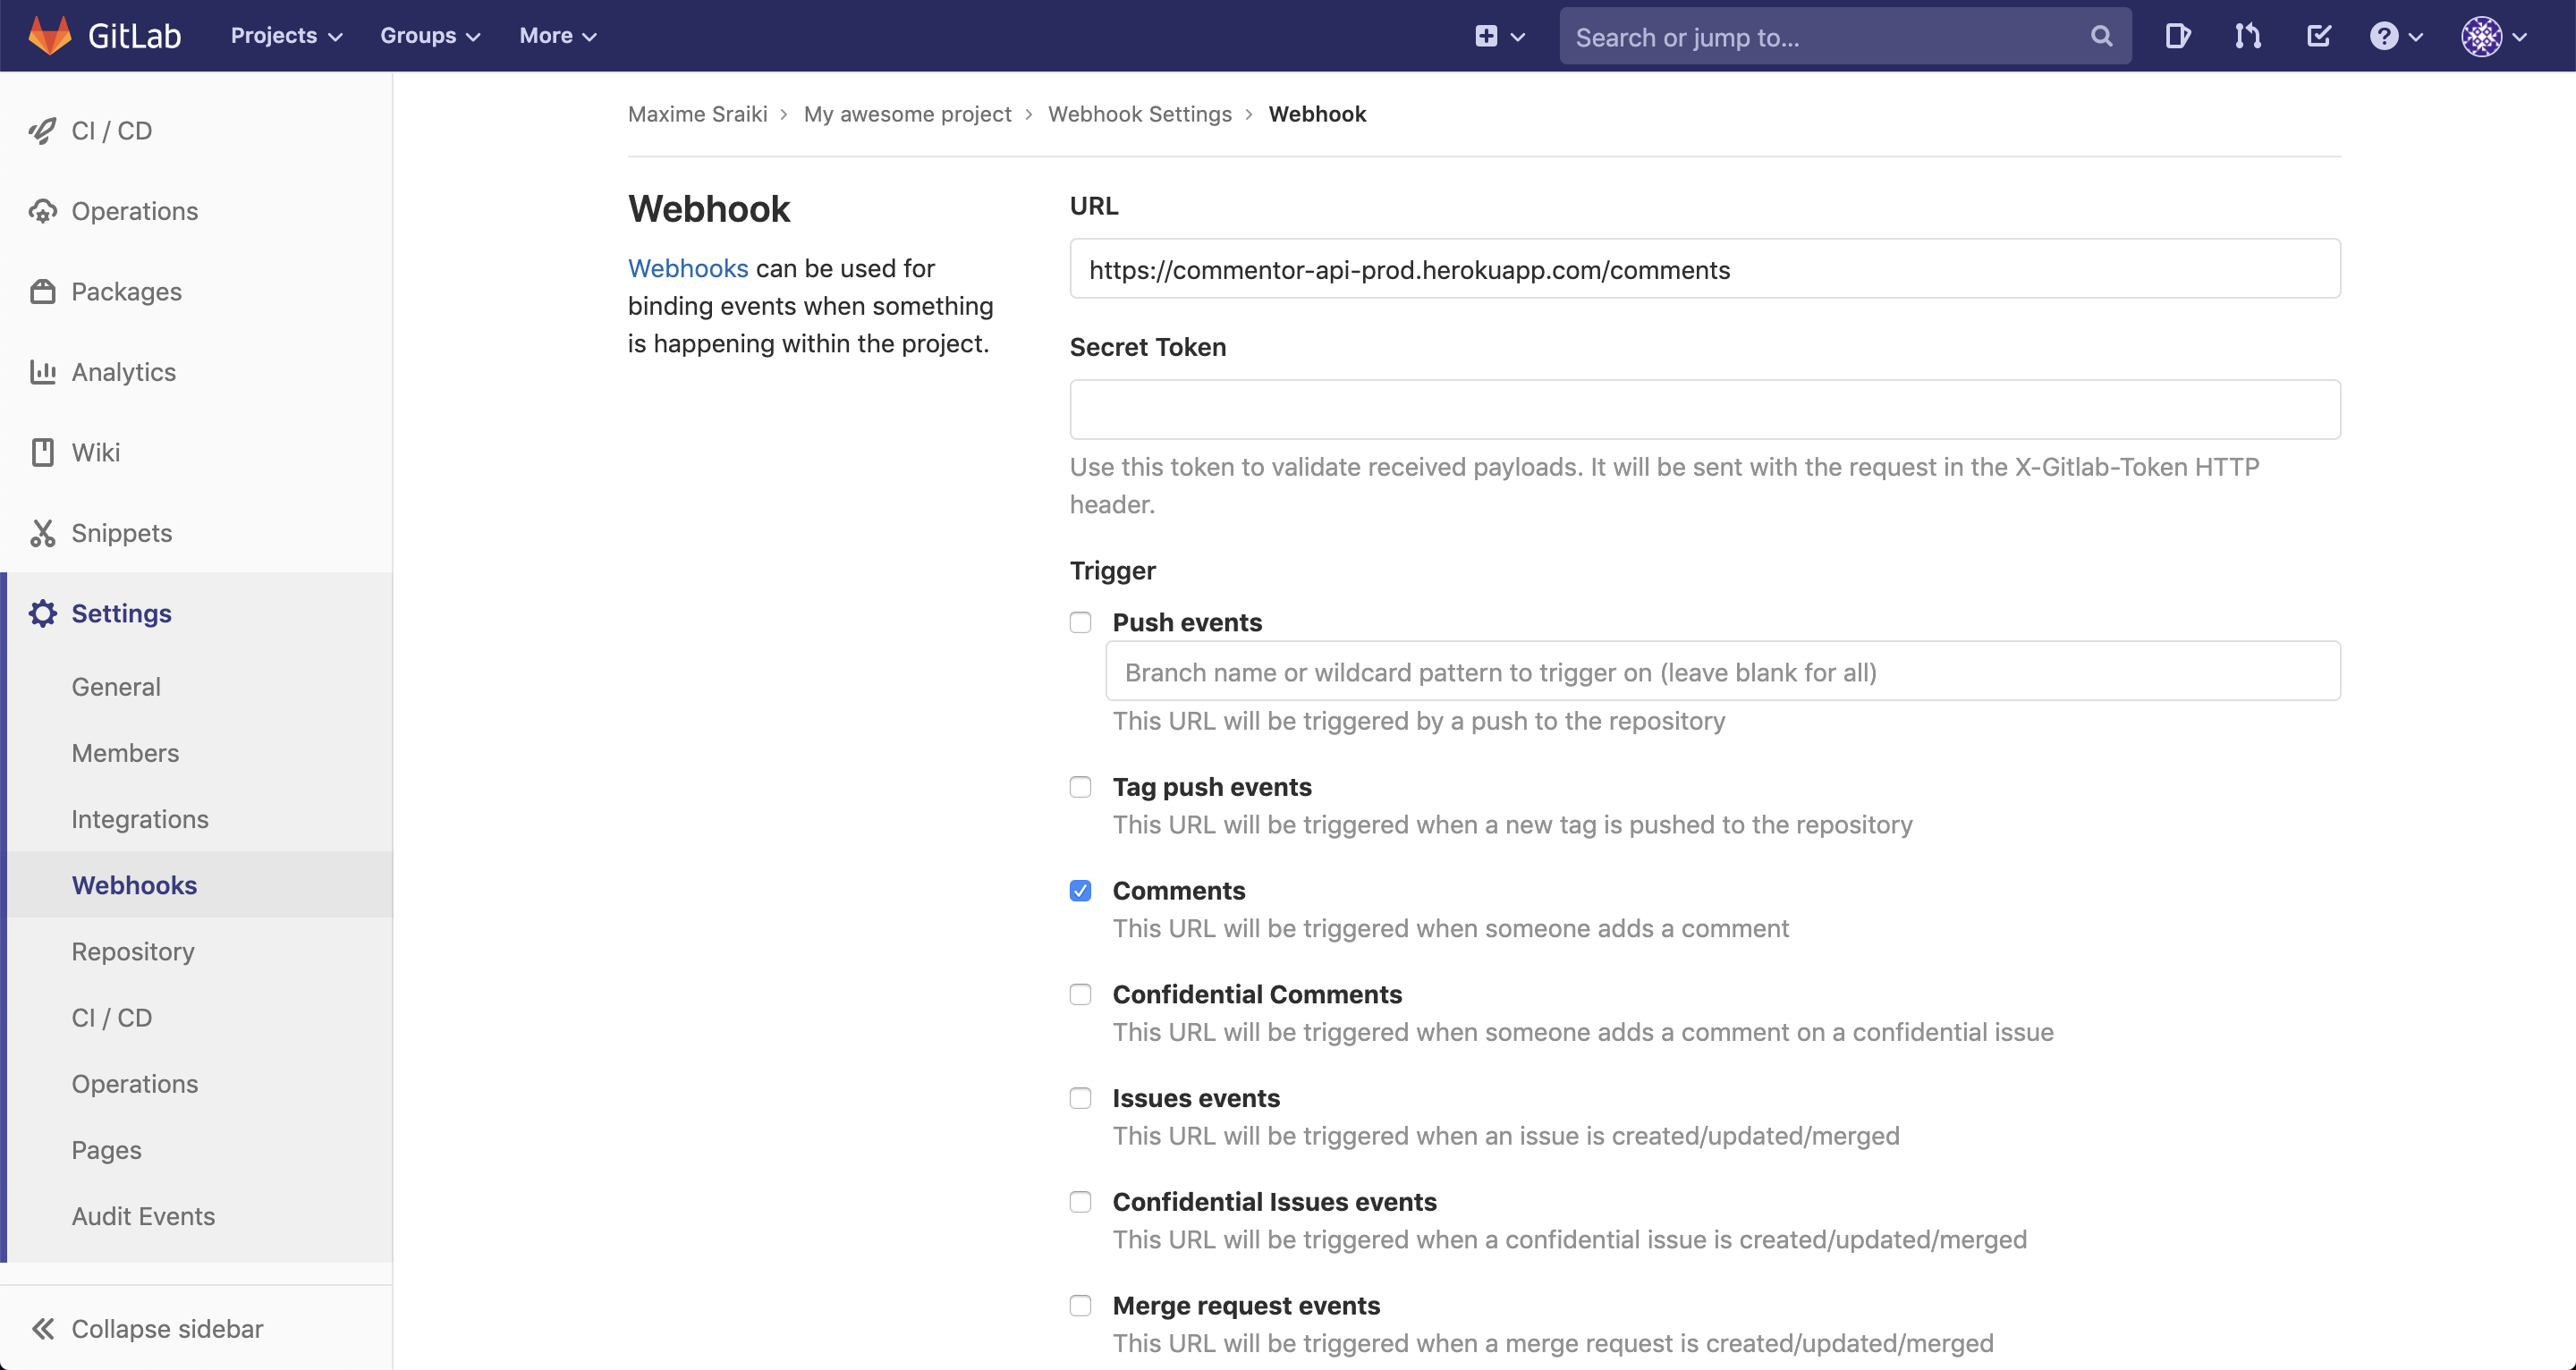 GitLab
Projects
Groups
More
Search or jump to...
CI / CD
Operations
Packages
Analytics
Wiki
Snippets
Settings
General
Members
Integrations
Webhooks
Repository
CI / CD
Operations
Pages
Audit Events
Collapse sidebar
Maxime Sraiki > My awesome project > Webhook Settings > Webhook
Webhook
Webhooks can be used for
binding events when something
is happening within the project.
URL
https://commentor-api-prod.herokuapp.com/comments
Secret Token
Use this token to validate received payloads. It will be sent with the request in the X-Gitlab-Token HTTP
header.
Trigger
Push events
Branch name or wildcard pattern to trigger on (leave blank for all)
This URL will be triggered by a push to the repository
Tag push events
This URL will be triggered when a new tag is pushed to the repository
Comments
This URL will be triggered when someone adds a comment
Confidential Comments
This URL will be triggered when someone adds a comment on a confidential issue
Issues events
This URL will be triggered when an issue is created/updated/merged
Confidential Issues events
This URL will be triggered when a confidential issue is created/updated/merged
Merge request events
This URL will be triggered when a merge request is created/updated/merged